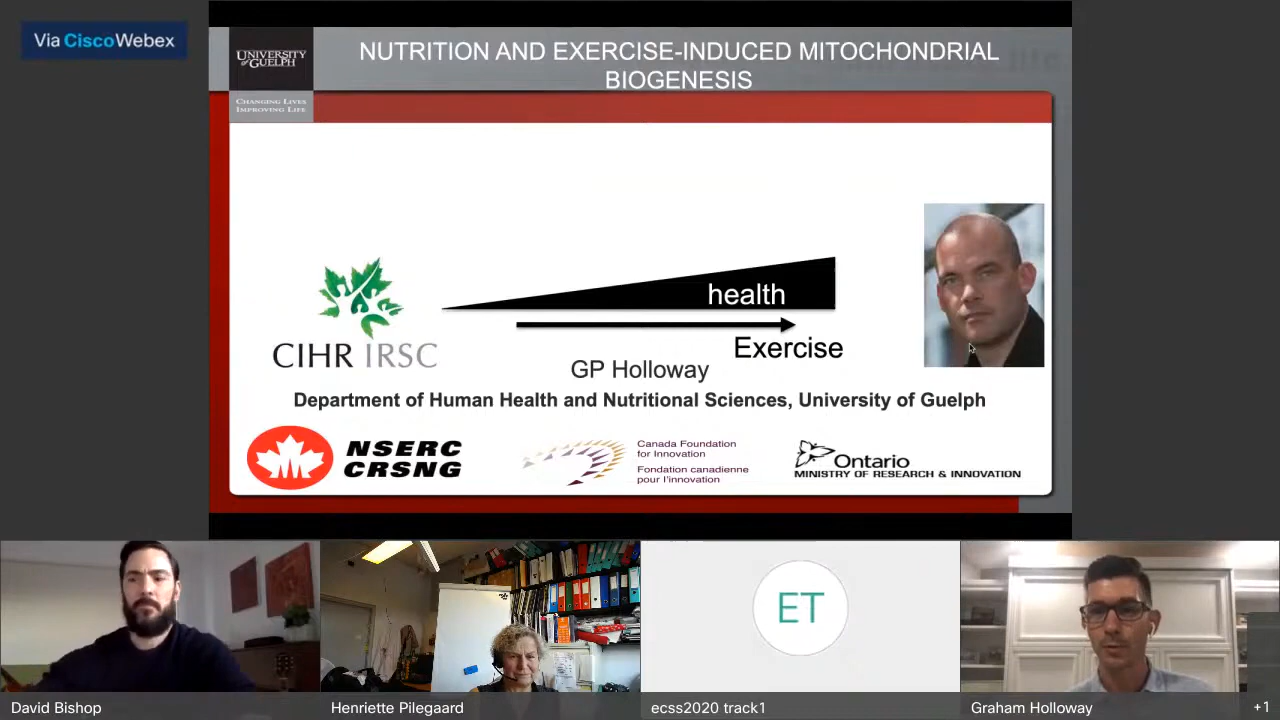 Via CiscoWebex
UNIVERSITY
OF GUELPH
CHANGING LIVES
IMPROVING LIFE
NUTRITION AND EXERCISE-INDUCED MITOCHONDRIAL
BIOGENESIS
health
Exercise
CIHR IRSC
GP Holloway
Department of Human Health and Nutritional Sciences, University of Guelph
NSERC
CRSNG
Canada Foundation
for Innovation
Fondation canadienne
pour l'innovation
Ontario
MINISTRY OF RESEARCH & INNOVATION
ET
David Bishop
Henriette Pilegaard
ecss2020 track1
Graham Holloway
+1